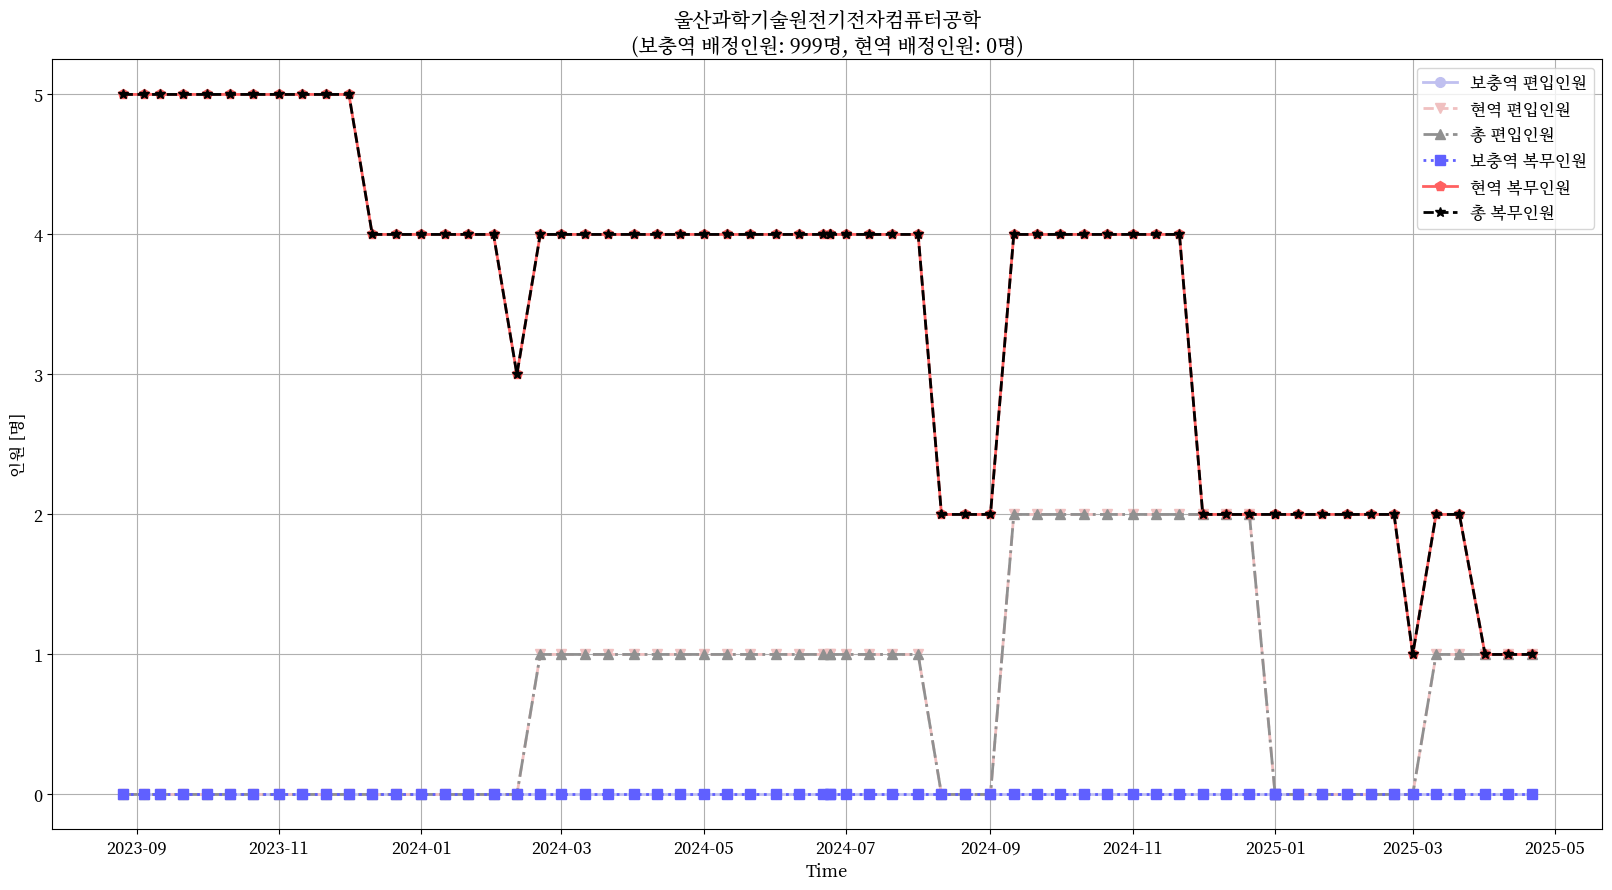 울산과학기술원전기전자컴퓨터공학
(보충역 배정인원: 999명, 현역 배정인원: 0명)
보충역 편입인원
현역 편입인원
총 편입인원
보충역 복무인원
현역 복무인원
총 복무인원
인원 [명]
5
4
3
2
1
0
2023-09
2023-11
2024-01
2024-03
2024-05
2024-07
2024-09
2024-11
2025-01
2025-03
2025-05
Time